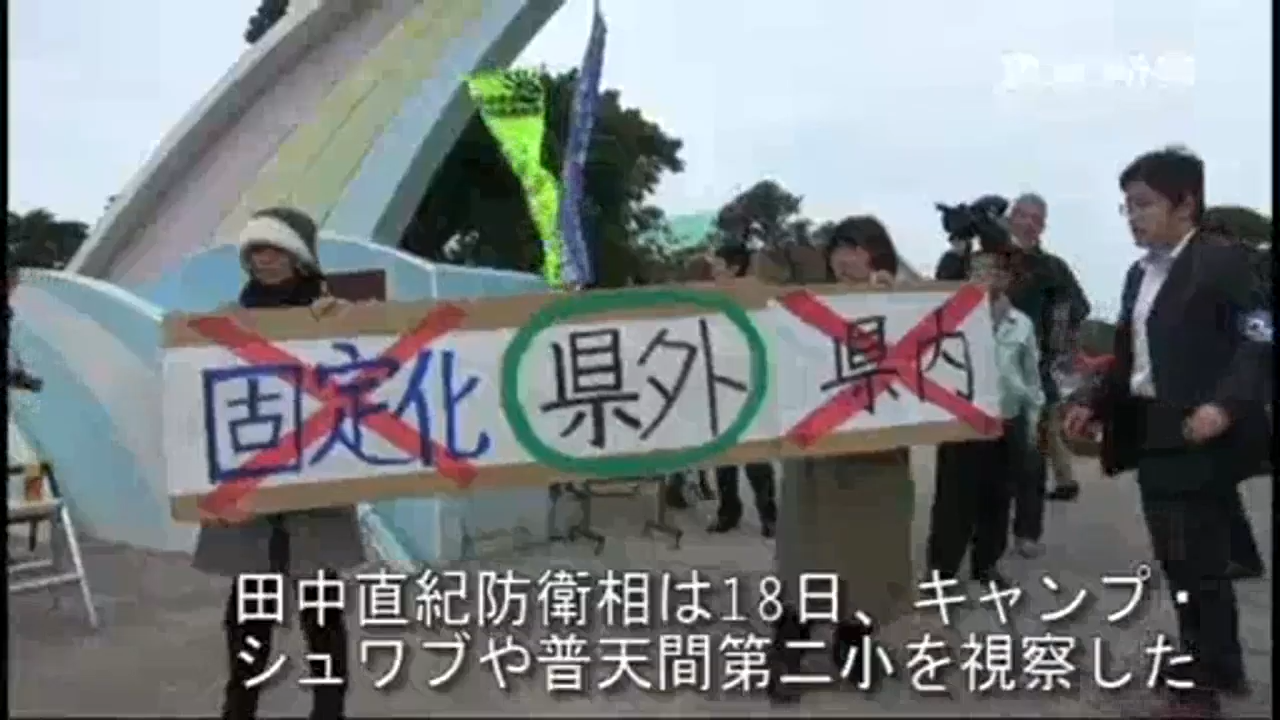 固定化 県外 県内
田中直紀防衛相は18日、キャンプ・
シュワブや普天間第二小を視察した